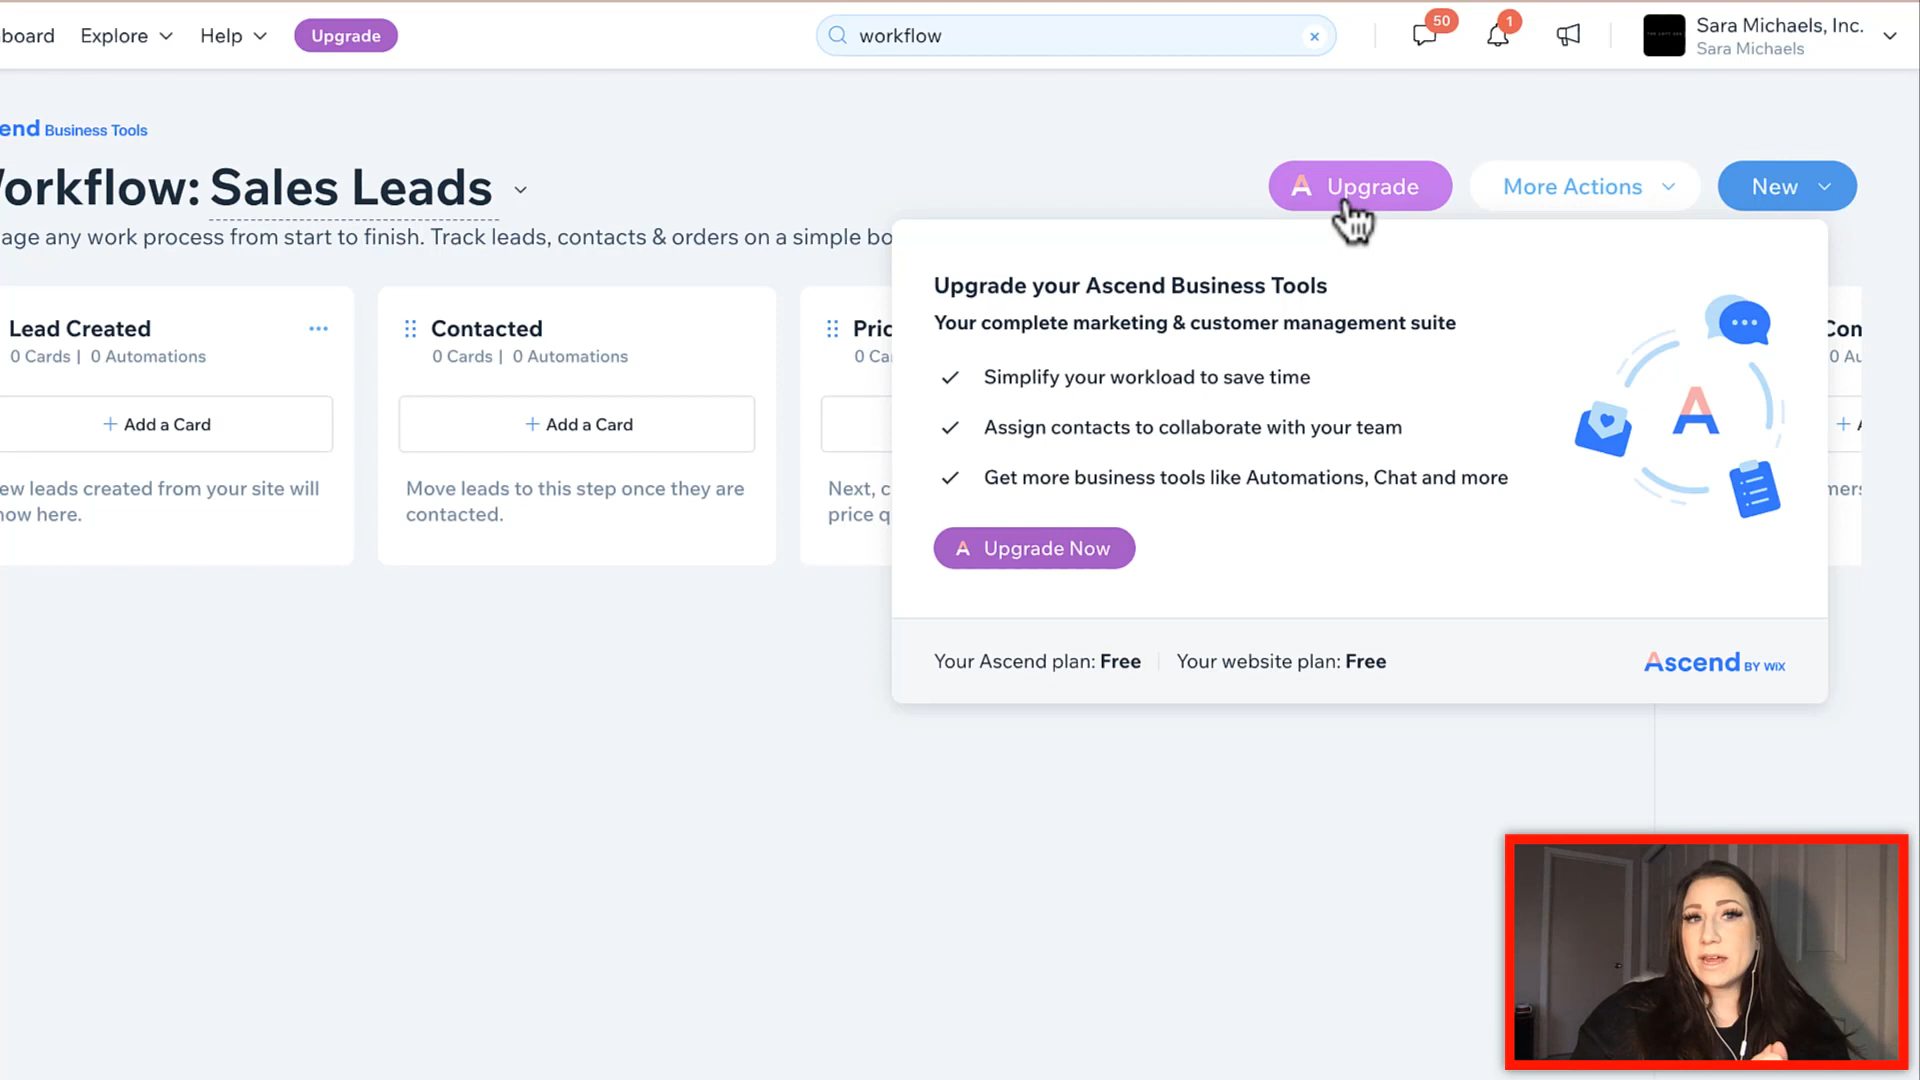 board Explore Help Upgrade workflow 50 1 Sara Michaels, Inc.
Sara Michaels
end Business Tools
orkflow: Sales Leads
A Upgrade More Actions New
age any work process from start to finish. Track leads, contacts & orders on a simple bo
Lead Created
0 Cards | 0 Automations
+ Add a Card
ew leads created from your site will
how here.
Contacted
0 Cards | 0 Automations
+ Add a Card
Move leads to this step once they are
contacted.
Pric
0 Ca
Next, c
price q
Upgrade your Ascend Business Tools
Your complete marketing & customer management suite
Simplify your workload to save time
Assign contacts to collaborate with your team
Get more business tools like Automations, Chat and more
A
A Upgrade Now
Your Ascend plan: Free Your website plan: Free
Ascend BY WIX
Con
0 Au
+ A
mers